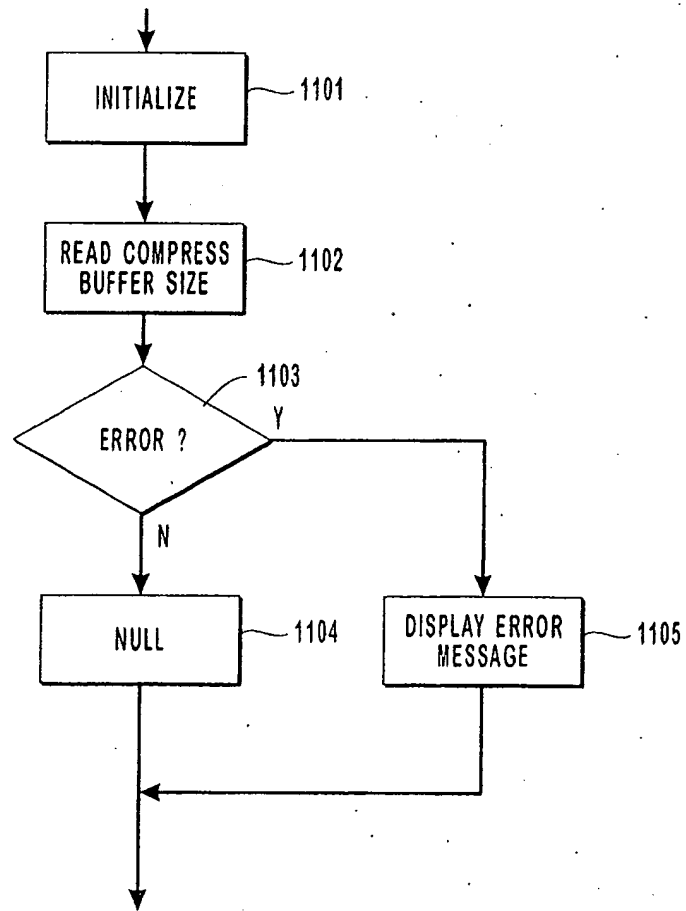 INITIALIZE
1101
READ COMPRESS
BUFFER SIZE
1102
1103
ERROR ?
Y
N
NULL
1104
DISPLAY ERROR
MESSAGE
1105